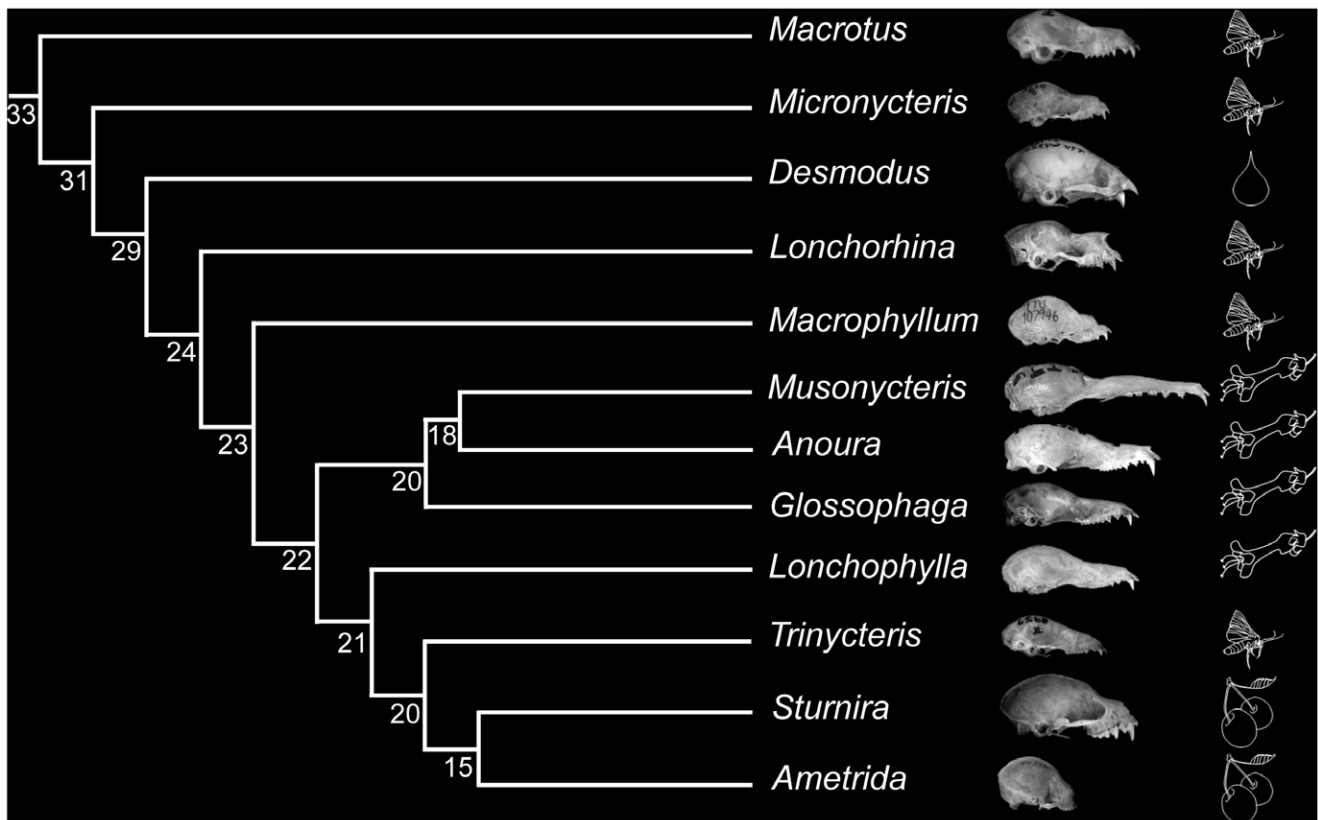 Macrotus
33
Micronycteris
31
Desmodus
29
Lonchorhina
24
Macrophyllum
107946
23
Musonycteris
18
Anoura
20
Glossophaga
22
Lonchophylla
21
Trinycteris
20
Sturnira
15
Ametrida